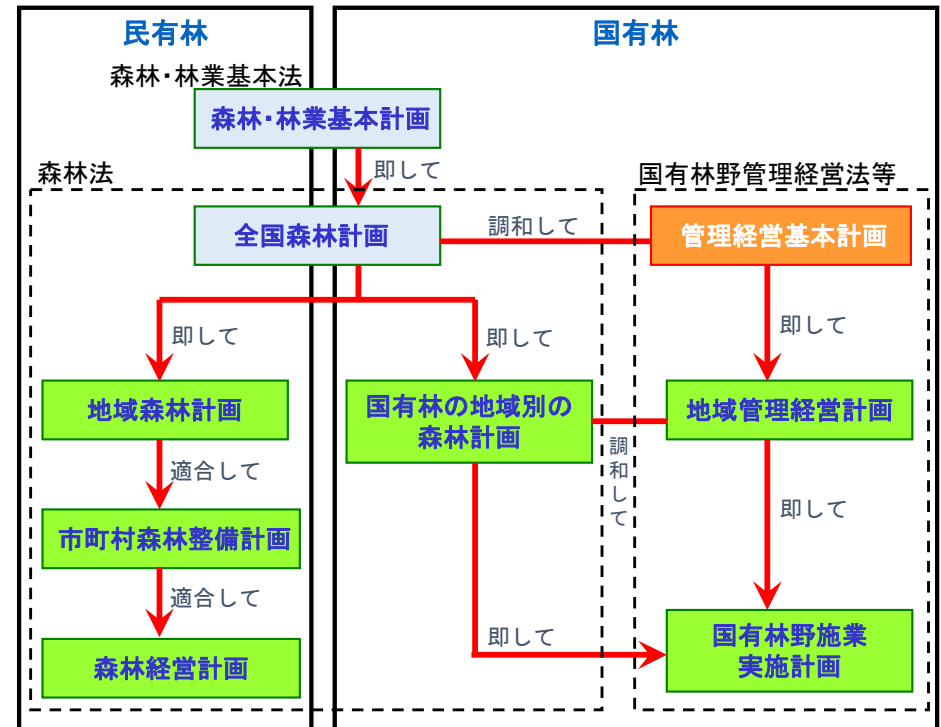 民有林
国有林
森林・林業基本法
森林・林業基本計画
即して
森林法
国有林野管理経営法等
全国森林計画
調和して
管理経営基本計画
即して
即して
即して
地域森林計画
国有林の地域別の
森林計画
地域管理経営計画
調和して
適合して
即して
市町村森林整備計画
適合して
即して
国有林野施業
実施計画
森林経営計画